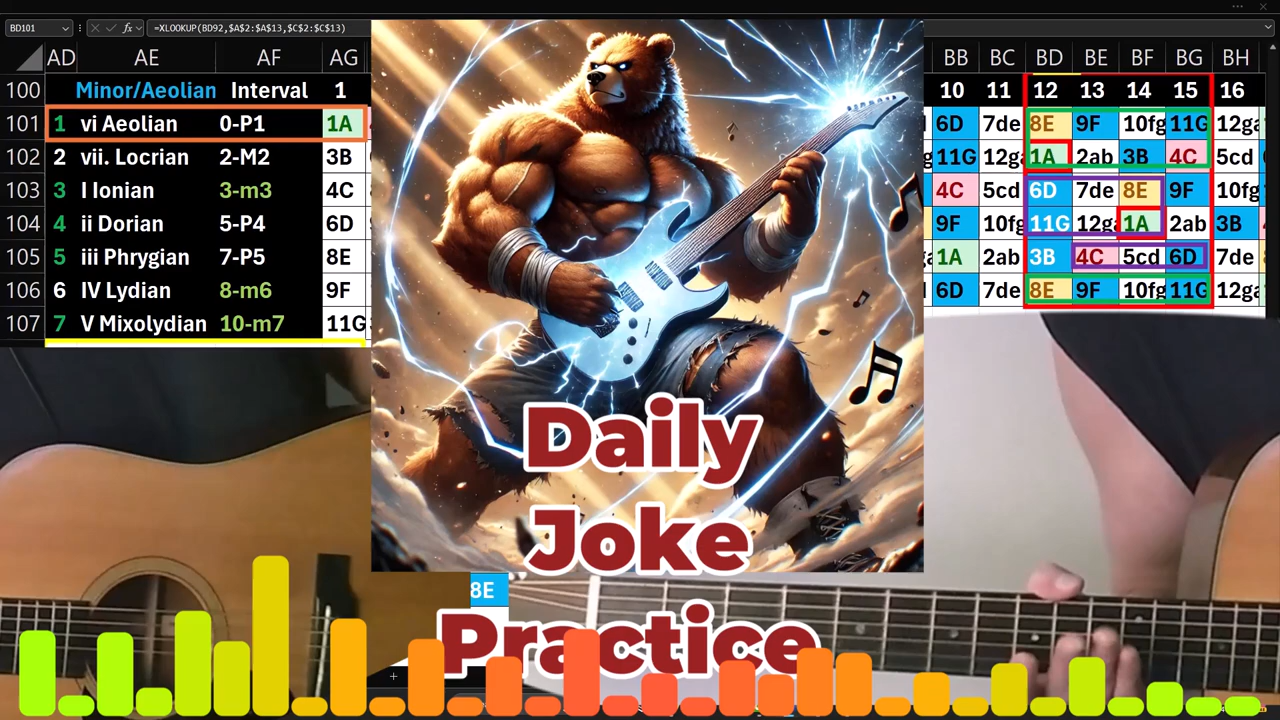 BD101 fx =XLOOKUP(BD92,$A$2:$A$13,$C$2:$C$13)
AD AE AF AG BB BC BD BE BF BG BH
100 Minor/Aeolian Interval 1 10 11 12 13 14 15 16
101 1 vi Aeolian 0-P1 1A 6D 7de 8E 9F 10fg 11G 12ga
102 2 vii. Locrian 2-M2 3B 11G 12ga 1A 2ab 3B 4C 5cd
103 3 I Ionian 3-m3 4C 4C 5cd 6D 7de 8E 9F 10fg
104 4 ii Dorian 5-P4 6D 9F 10fg 11G 12ga 1A 2ab 3B
105 5 iii Phrygian 7-P5 8E 1A 2ab 3B 4C 5cd 6D 7de
106 6 IV Lydian 8-m6 9F 6D 7de 8E 9F 10fg 11G 12ga
107 7 V Mixolydian 10-m7 11G
Daily
Joke
8E
Practice